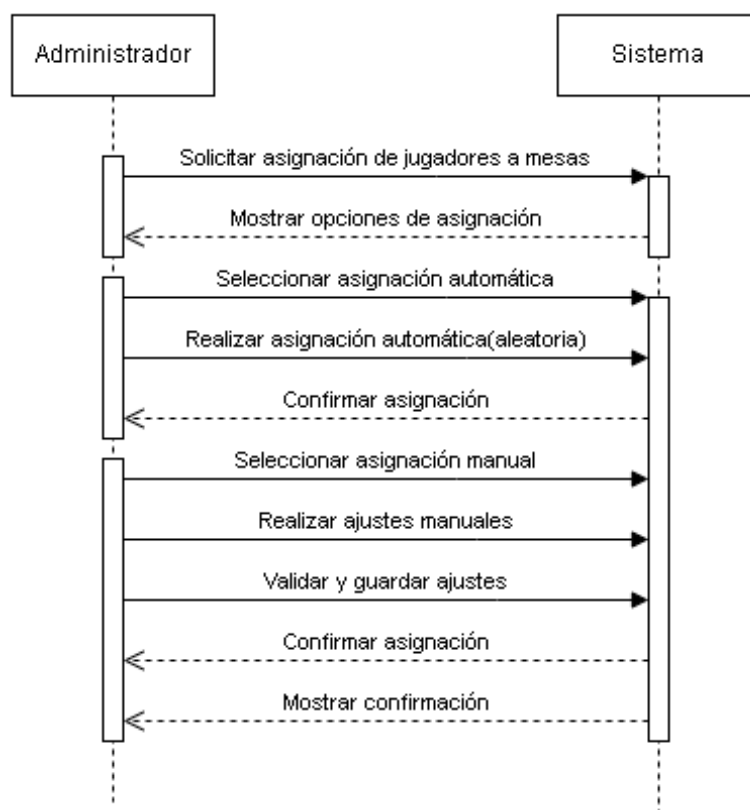 Administrador
Sistema
Solicitar asignación de jugadores a mesas
Mostrar opciones de asignación
Seleccionar asignación automática
Realizar asignación automática(aleatoria)
Confirmar asignación
Seleccionar asignación manual
Realizar ajustes manuales
Validar y guardar ajustes
Confirmar asignación
Mostrar confirmación